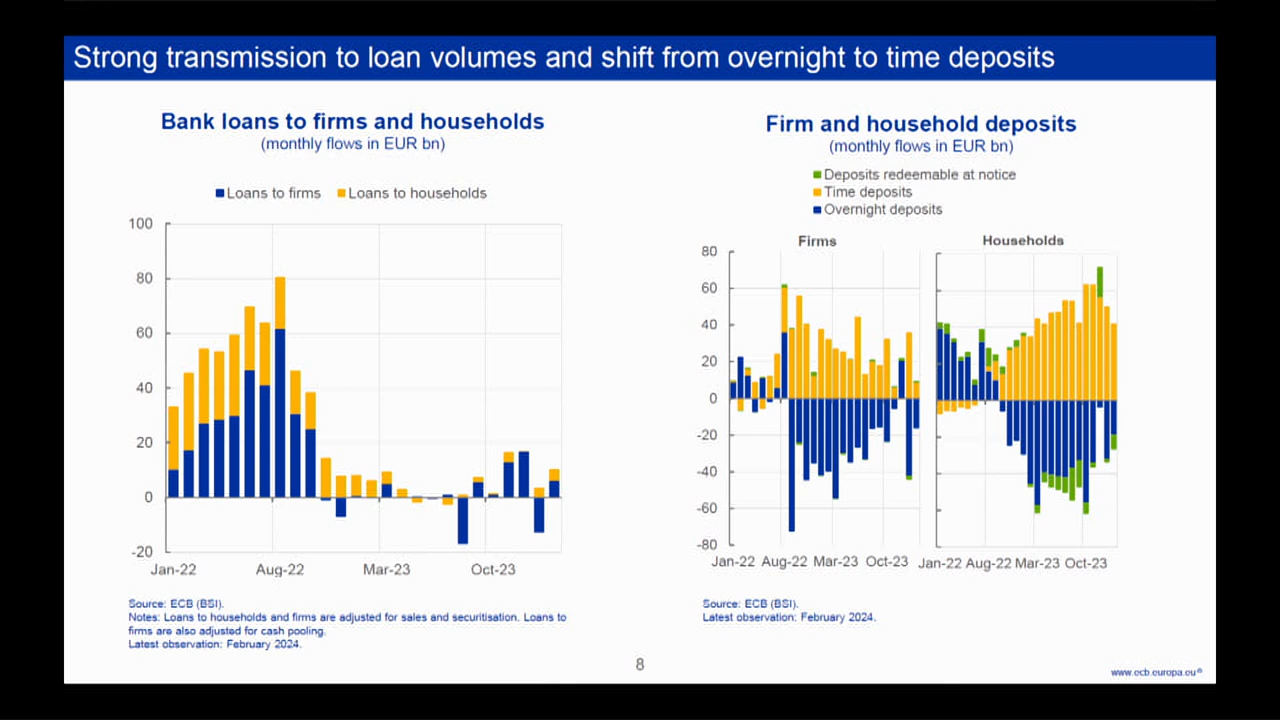 Strong transmission to loan volumes and shift from overnight to time deposits
Bank loans to firms and households
(monthly flows in EUR bn)
Loans to firms Loans to households
100
80
60
40
20
0
-20
Jan-22 Aug-22 Mar-23 Oct-23
Source: ECB (BSI).
Notes: Loans to households and firms are adjusted for sales and securitisation. Loans to
firms are also adjusted for cash pooling.
Latest observation: February 2024.
Firm and household deposits
(monthly flows in EUR bn)
Deposits redeemable at notice
Time deposits
Overnight deposits
Firms Households
80
60
40
20
0
-20
-40
-60
-80
Jan-22 Aug-22 Mar-23 Oct-23 Jan-22 Aug-22 Mar-23 Oct-23
Source: ECB (BSI).
Latest observation: February 2024.
8
www.ecb.europa.eu©